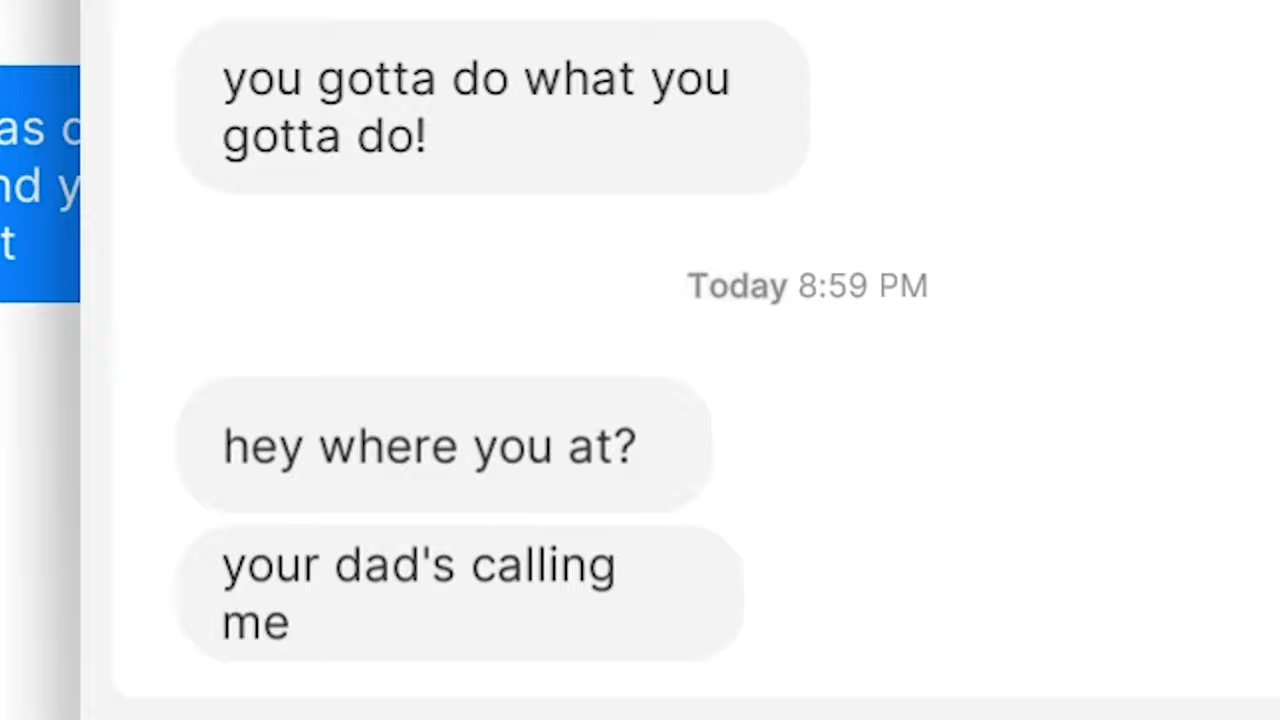 you gotta do what you
gotta do!
Today 8:59 PM
hey where you at?
your dad's calling
me